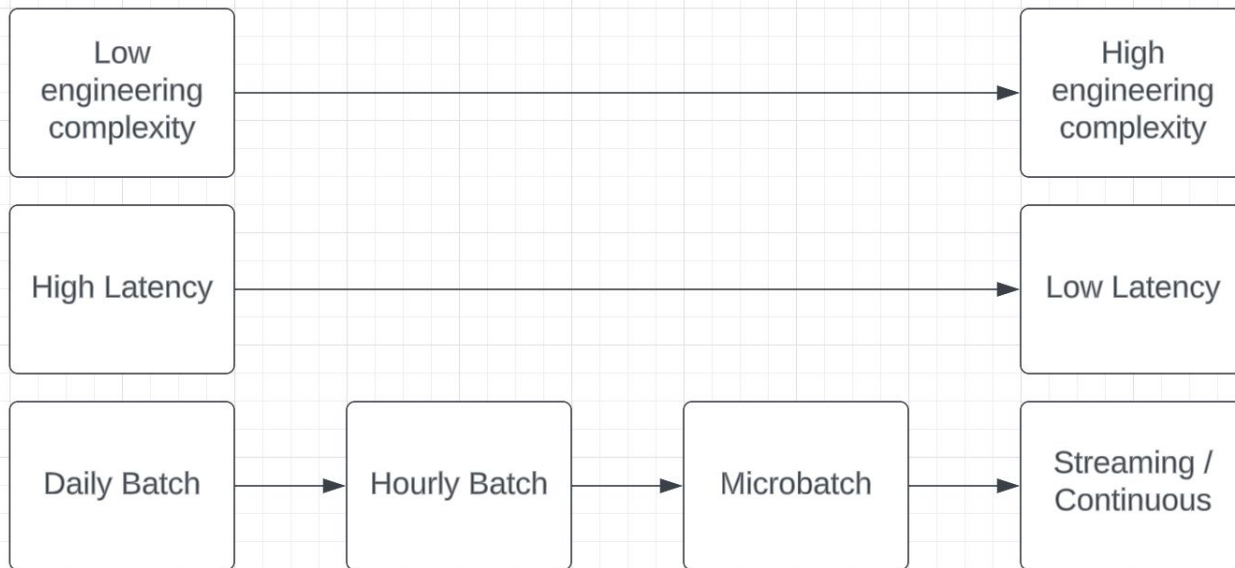 Low
engineering
complexity
High
engineering
complexity
High Latency
Low Latency
Daily Batch
Hourly Batch
Microbatch
Streaming /
Continuous